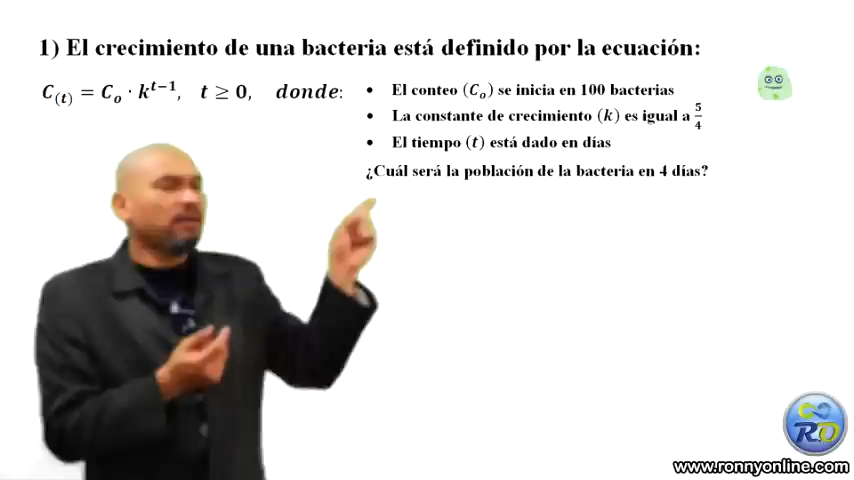 1) El crecimiento de una bacteria está definido por la ecuación:
C₍ₜ₎ = Cₒ · kᵗ⁻¹, t ≥ 0, donde:
• El conteo (Cₒ) se inicia en 100 bacterias
• La constante de crecimiento (k) es igual a 5/4
• El tiempo (t) está dado en días
¿Cuál será la población de la bacteria en 4 días?
RD
www.ronnyonline.com